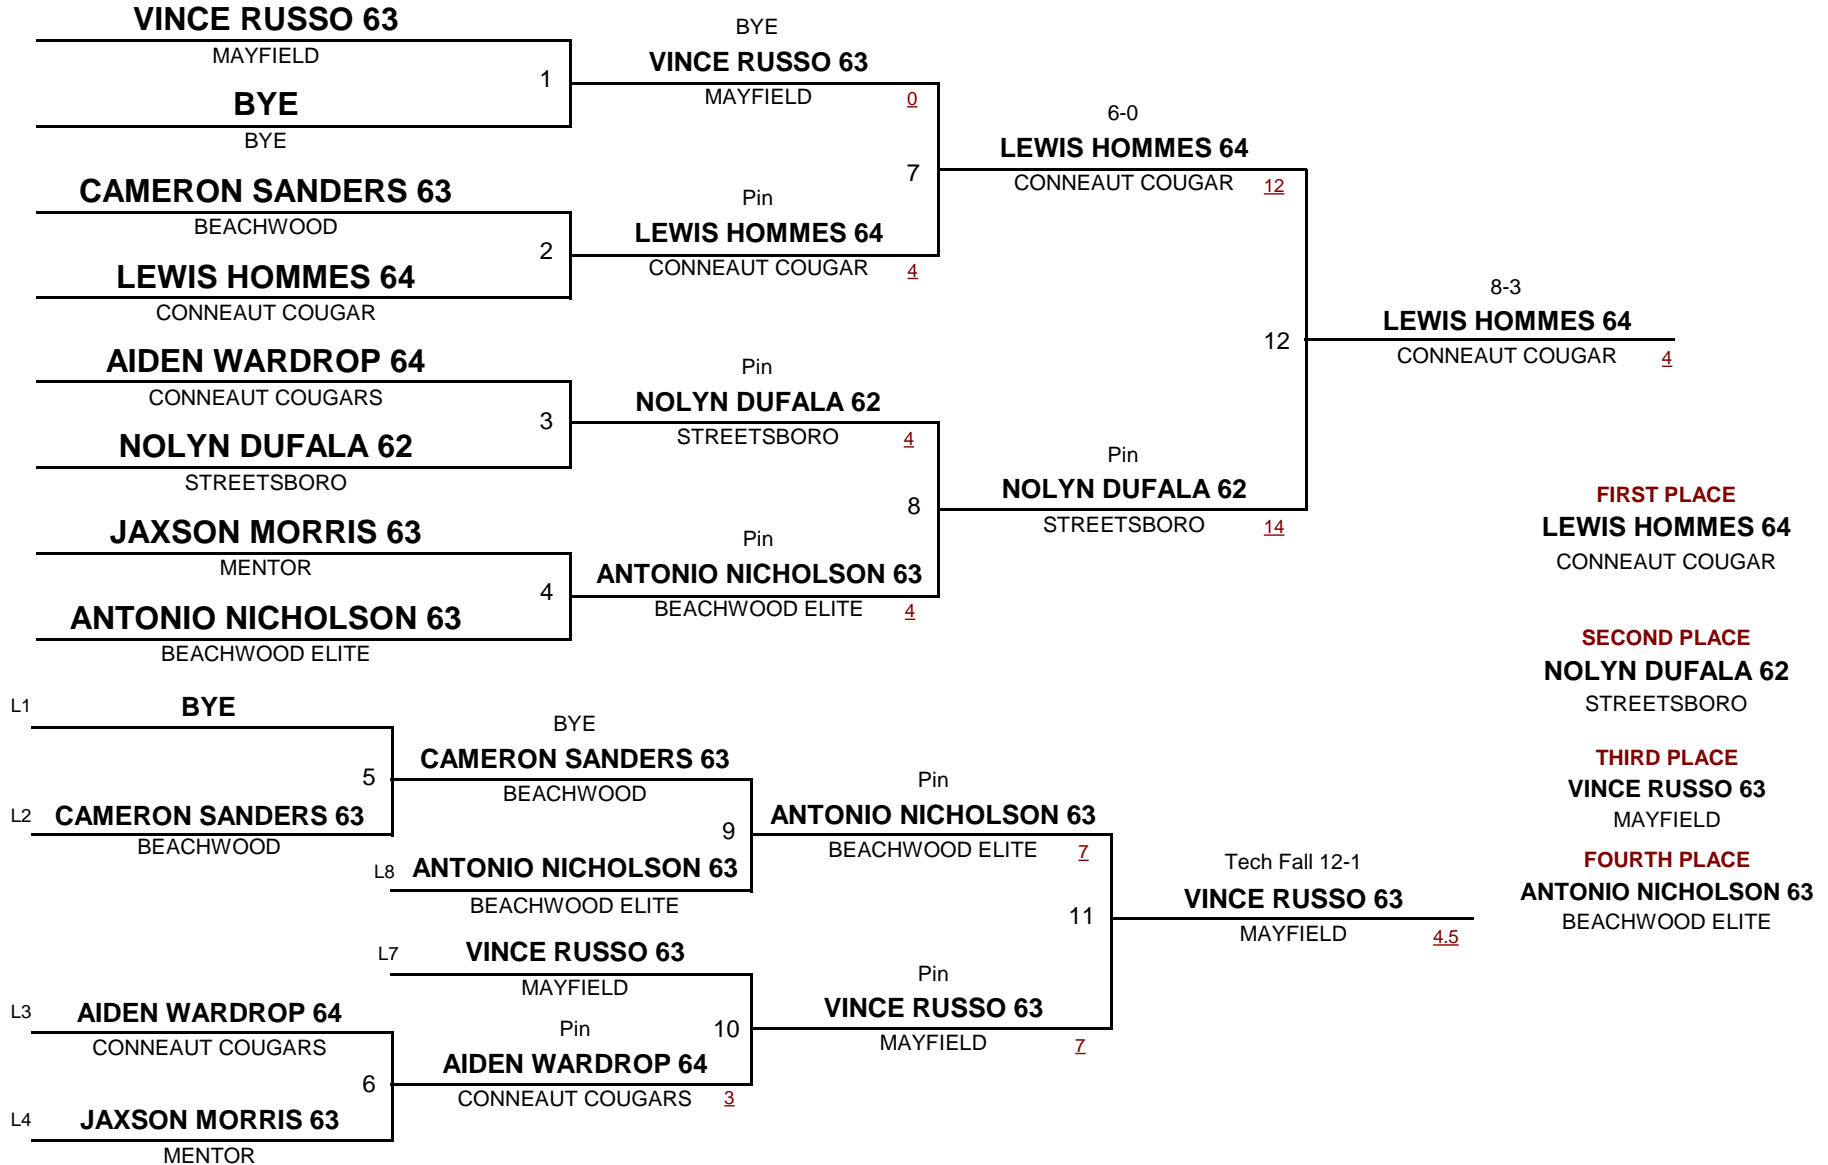 VINCE RUSSO 63
MAYFIELD
1
BYE
BYE
CAMERON SANDERS 63
BEACHWOOD
2
LEWIS HOMMES 64
CONNEAUT COUGAR
AIDEN WARDROP 64
CONNEAUT COUGARS
3
NOLYN DUFALA 62
STREETSBORO
JAXSON MORRIS 63
MENTOR
4
ANTONIO NICHOLSON 63
BEACHWOOD ELITE
BYE
VINCE RUSSO 63
MAYFIELD 0
7
Pin
LEWIS HOMMES 64
CONNEAUT COUGAR 4
Pin
NOLYN DUFALA 62
STREETSBORO 4
8
Pin
ANTONIO NICHOLSON 63
BEACHWOOD ELITE 4
6-0
LEWIS HOMMES 64
CONNEAUT COUGAR 12
12
Pin
NOLYN DUFALA 62
STREETSBORO 14
8-3
LEWIS HOMMES 64
CONNEAUT COUGAR 4
FIRST PLACE
LEWIS HOMMES 64
CONNEAUT COUGAR
SECOND PLACE
NOLYN DUFALA 62
STREETSBORO
THIRD PLACE
VINCE RUSSO 63
MAYFIELD
FOURTH PLACE
ANTONIO NICHOLSON 63
BEACHWOOD ELITE
L1 BYE
5
L2 CAMERON SANDERS 63
BEACHWOOD
L3 AIDEN WARDROP 64
CONNEAUT COUGARS
6
L4 JAXSON MORRIS 63
MENTOR
BYE
CAMERON SANDERS 63
BEACHWOOD
9
L8 ANTONIO NICHOLSON 63
BEACHWOOD ELITE
L7 VINCE RUSSO 63
MAYFIELD
Pin 10
AIDEN WARDROP 64
CONNEAUT COUGARS 3
Pin
ANTONIO NICHOLSON 63
BEACHWOOD ELITE 7
11
Pin
VINCE RUSSO 63
MAYFIELD 7
Tech Fall 12-1
VINCE RUSSO 63
MAYFIELD 4.5